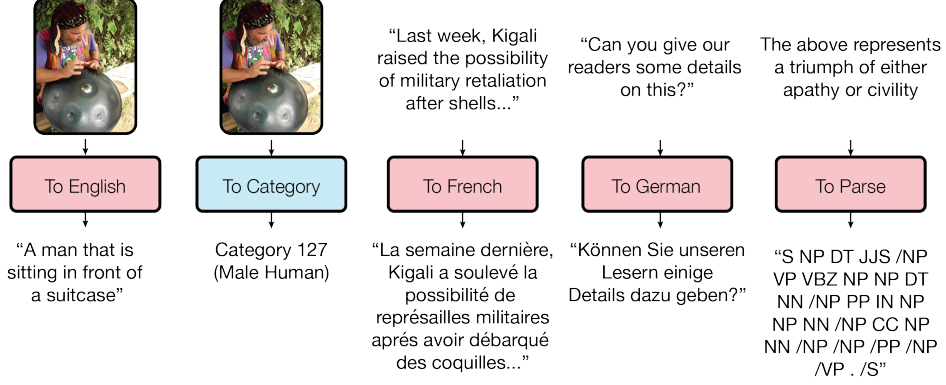 “Last week, Kigali
raised the possibility
of military retaliation
after shells...”
“Can you give our
readers some details
on this?”
The above represents
a triumph of either
apathy or civility
To English
To Category
To French
To German
To Parse
“A man that is
sitting in front of
a suitcase”
Category 127
(Male Human)
“La semaine dernière,
Kigali a soulevé la
possibilité de
représailles militaires
aprés avoir débarqué
des coquilles...”
“Können Sie unseren
Lesern einige
Details dazu geben?”
“S NP DT JJS /NP
VP VBZ NP NP DT
NN /NP PP IN NP
NP NN /NP CC NP
NN /NP /NP /PP /NP
/VP . /S”